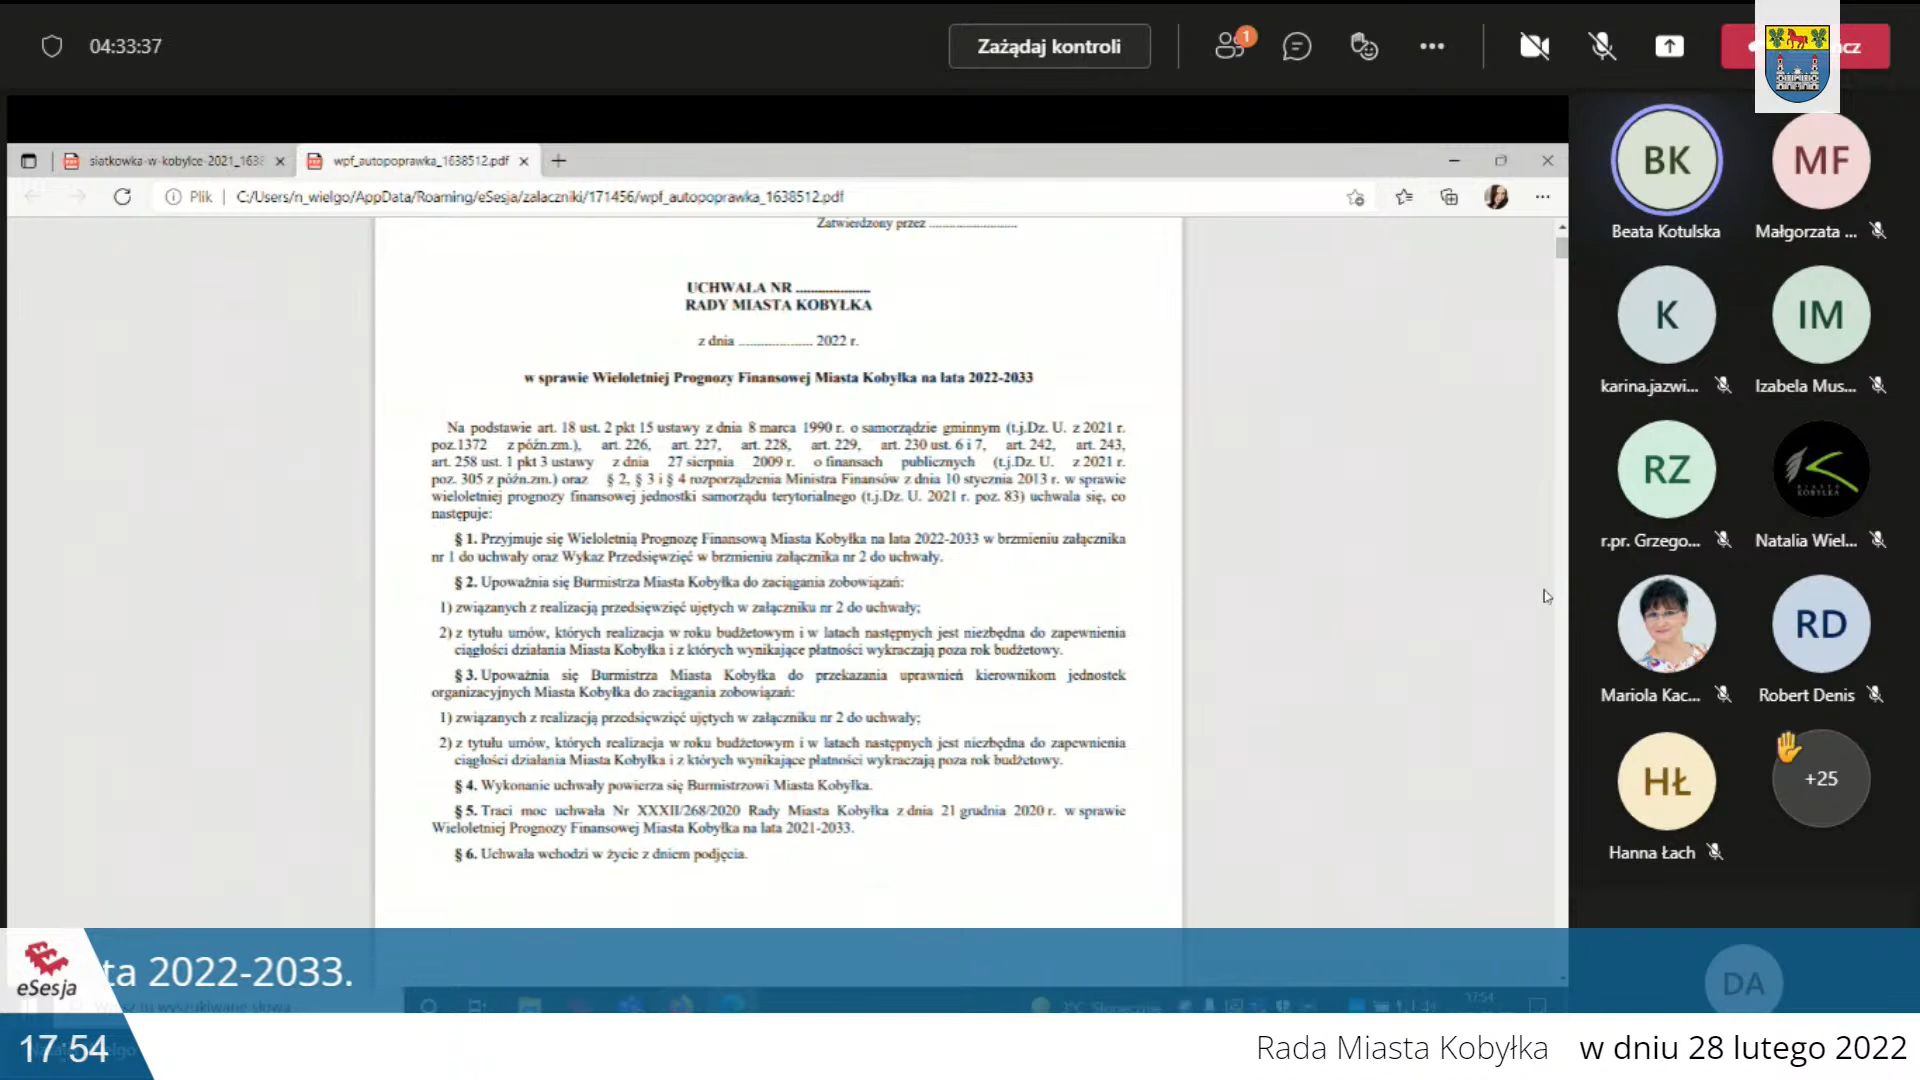 04:33:37
Zażądaj kontroli
1
cz
siatkowka-w-kobylce-2021_1638
wpf_autopoprawka_1638512.pdf
Plik
C:/Users/n_wielgo/AppData/Roaming/eSesja/zalaczniki/171456/wpf_autopoprawka_1638512.pdf
Zatwierdzony przez ............................
UCHWAŁA NR ....................
RADY MIASTA KOBYŁKA
z dnia .................... 2022 r.
w sprawie Wieloletniej Prognozy Finansowej Miasta Kobyłka na lata 2022-2033
Na podstawie art. 18 ust. 2 pkt 15 ustawy z dnia 8 marca 1990 r. o samorządzie gminnym (t.j.Dz. U. z 2021 r.
poz.1372 z późn.zm.), art. 226, art. 227, art. 228, art. 229, art. 230 ust. 6 i 7, art. 242, art. 243,
art. 258 ust. 1 pkt 3 ustawy z dnia 27 sierpnia 2009 r. o finansach publicznych (t.j.Dz. U. z 2021 r.
poz. 305 z późn.zm.) oraz § 2, § 3 i § 4 rozporządzenia Ministra Finansów z dnia 10 stycznia 2013 r. w sprawie
wieloletniej prognozy finansowej jednostki samorządu terytorialnego (t.j.Dz. U. 2021 r. poz. 83) uchwala się, co
następuje:
§ 1. Przyjmuje się Wieloletnią Prognozę Finansową Miasta Kobyłka na lata 2022-2033 w brzmieniu załącznika
nr 1 do uchwały oraz Wykaz Przedsięwzięć w brzmieniu załącznika nr 2 do uchwały.
§ 2. Upoważnia się Burmistrza Miasta Kobyłka do zaciągania zobowiązań:
1) związanych z realizacją przedsięwzięć ujętych w załączniku nr 2 do uchwały;
2) z tytułu umów, których realizacja w roku budżetowym i w latach następnych jest niezbędna do zapewnienia
ciągłości działania Miasta Kobyłka i z których wynikające płatności wykraczają poza rok budżetowy.
§ 3. Upoważnia się Burmistrza Miasta Kobyłka do przekazania uprawnień kierownikom jednostek
organizacyjnych Miasta Kobyłka do zaciągania zobowiązań:
1) związanych z realizacją przedsięwzięć ujętych w załączniku nr 2 do uchwały;
2) z tytułu umów, których realizacja w roku budżetowym i w latach następnych jest niezbędna do zapewnienia
ciągłości działania Miasta Kobyłka i z których wynikające płatności wykraczają poza rok budżetowy.
§ 4. Wykonanie uchwały powierza się Burmistrzowi Miasta Kobyłka.
§ 5. Traci moc uchwała Nr XXXII/268/2020 Rady Miasta Kobyłka z dnia 21 grudnia 2020 r. w sprawie
Wieloletniej Prognozy Finansowej Miasta Kobyłka na lata 2021-2033.
§ 6. Uchwała wchodzi w życie z dniem podjęcia.
BK
Beata Kotulska
MF
Małgorzata ...
K
karina.jazwi...
IM
Izabela Mus...
RZ
r.pr. Grzego...
MIASTO
KOBYŁKA
Natalia Wiel...
Mariola Kac...
RD
Robert Denis
HŁ
Hanna Łach
+25
DA
eSesja
ta 2022-2033.
17:54
17:54
Rada Miasta Kobyłka w dniu 28 lutego 2022